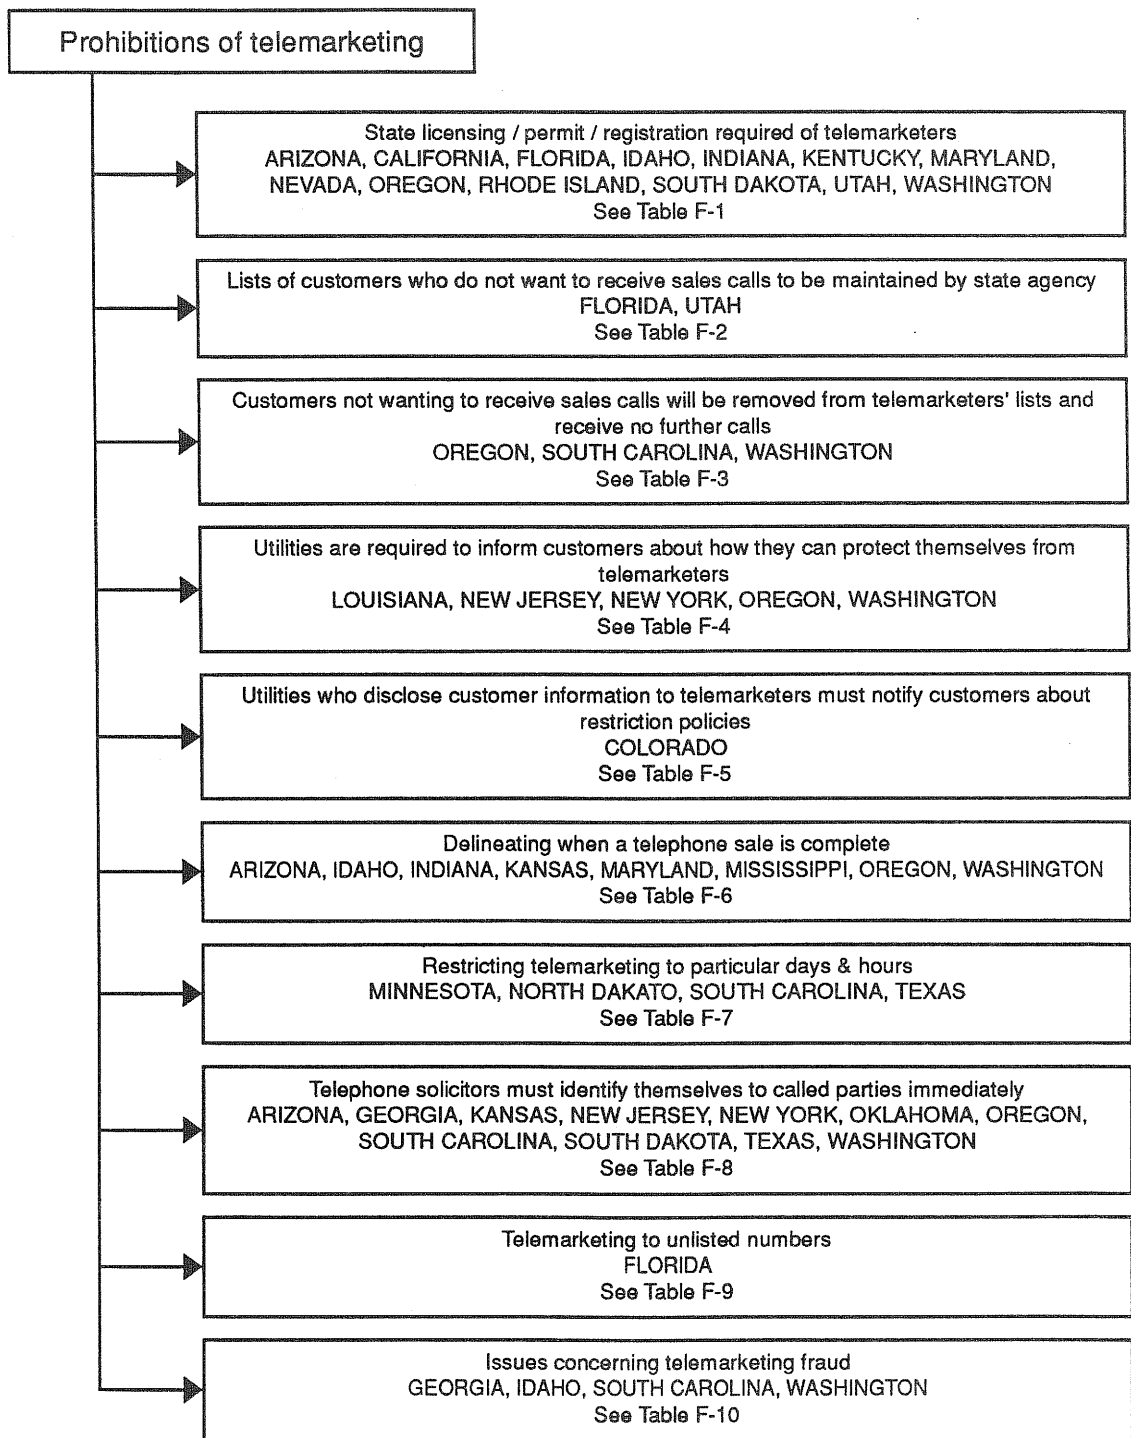 Prohibitions of telemarketing
State licensing / permit / registration required of telemarketers
ARIZONA, CALIFORNIA, FLORIDA, IDAHO, INDIANA, KENTUCKY, MARYLAND,
NEVADA, OREGON, RHODE ISLAND, SOUTH DAKOTA, UTAH, WASHINGTON
See Table F-1
Lists of customers who do not want to receive sales calls to be maintained by state agency
FLORIDA, UTAH
See Table F-2
Customers not wanting to receive sales calls will be removed from telemarketers' lists and
receive no further calls
OREGON, SOUTH CAROLINA, WASHINGTON
See Table F-3
Utilities are required to inform customers about how they can protect themselves from
telemarketers
LOUISIANA, NEW JERSEY, NEW YORK, OREGON, WASHINGTON
See Table F-4
Utilities who disclose customer information to telemarketers must notify customers about
restriction policies
COLORADO
See Table F-5
Delineating when a telephone sale is complete
ARIZONA, IDAHO, INDIANA, KANSAS, MARYLAND, MISSISSIPPI, OREGON, WASHINGTON
See Table F-6
Restricting telemarketing to particular days & hours
MINNESOTA, NORTH DAKATO, SOUTH CAROLINA, TEXAS
See Table F-7
Telephone solicitors must identify themselves to called parties immediately
ARIZONA, GEORGIA, KANSAS, NEW JERSEY, NEW YORK, OKLAHOMA, OREGON,
SOUTH CAROLINA, SOUTH DAKOTA, TEXAS, WASHINGTON
See Table F-8
Telemarketing to unlisted numbers
FLORIDA
See Table F-9
Issues concerning telemarketing fraud
GEORGIA, IDAHO, SOUTH CAROLINA, WASHINGTON
See Table F-10